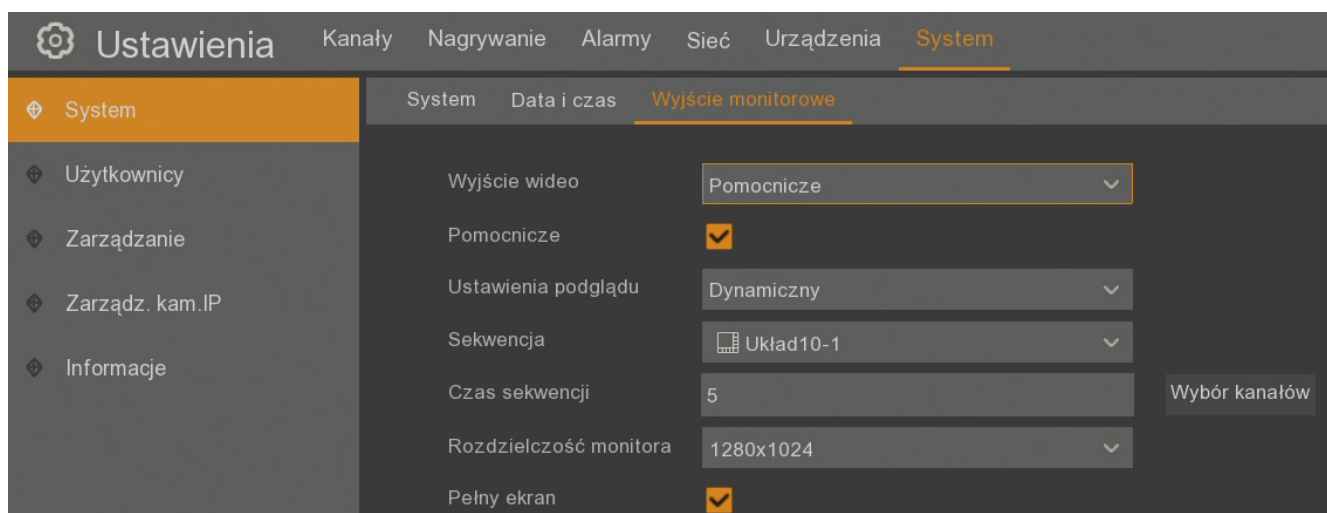 Ustawienia Kanały Nagrywanie Alarmy Sieć Urządzenia System
System
Użytkownicy
Zarządzanie
Zarządz. kam.IP
Informacje
System Data i czas Wyjście monitorowe
Wyjście wideo Pomocnicze
Pomocnicze
Ustawienia podglądu Dynamiczny
Sekwencja Układ10-1
Czas sekwencji 5 Wybór kanałów
Rozdzielczość monitora 1280x1024
Pełny ekran